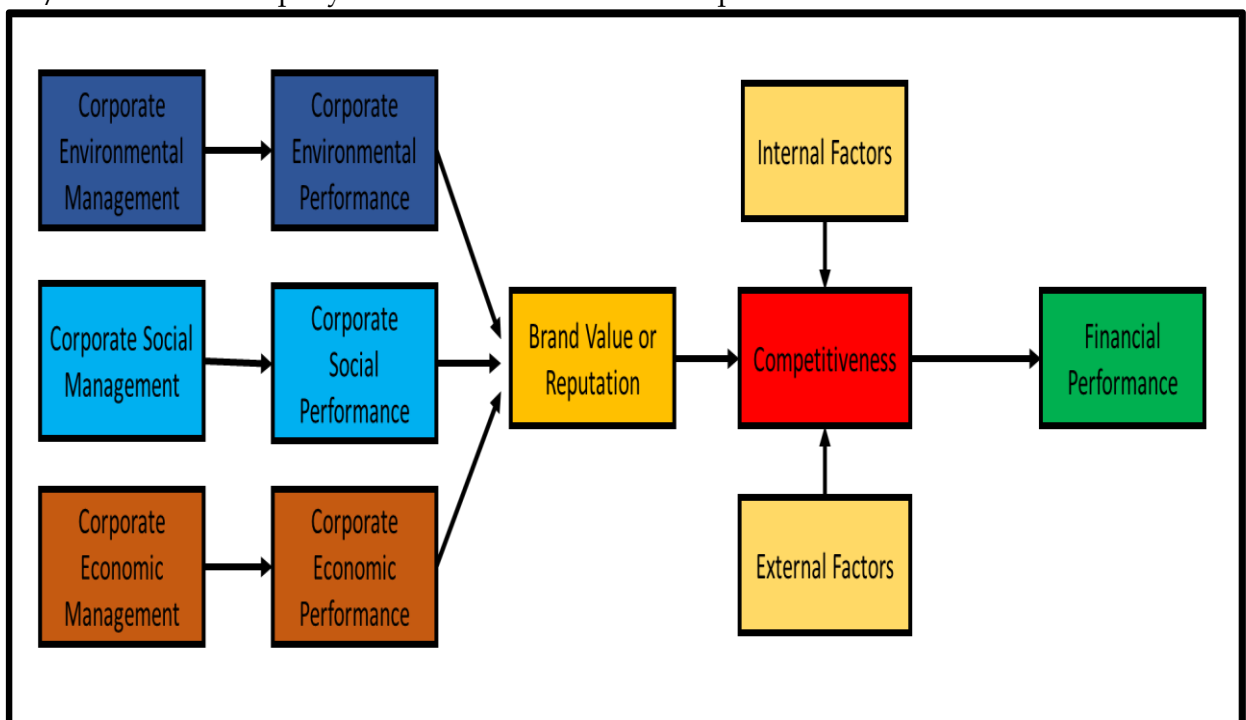 Corporate
Environmental
Management
Corporate
Environmental
Performance
Internal Factors
Corporate Social
Management
Corporate
Social
Performance
Brand Value or
Reputation
Competitiveness
Financial
Performance
Corporate
Economic
Management
Corporate
Economic
Performance
External Factors